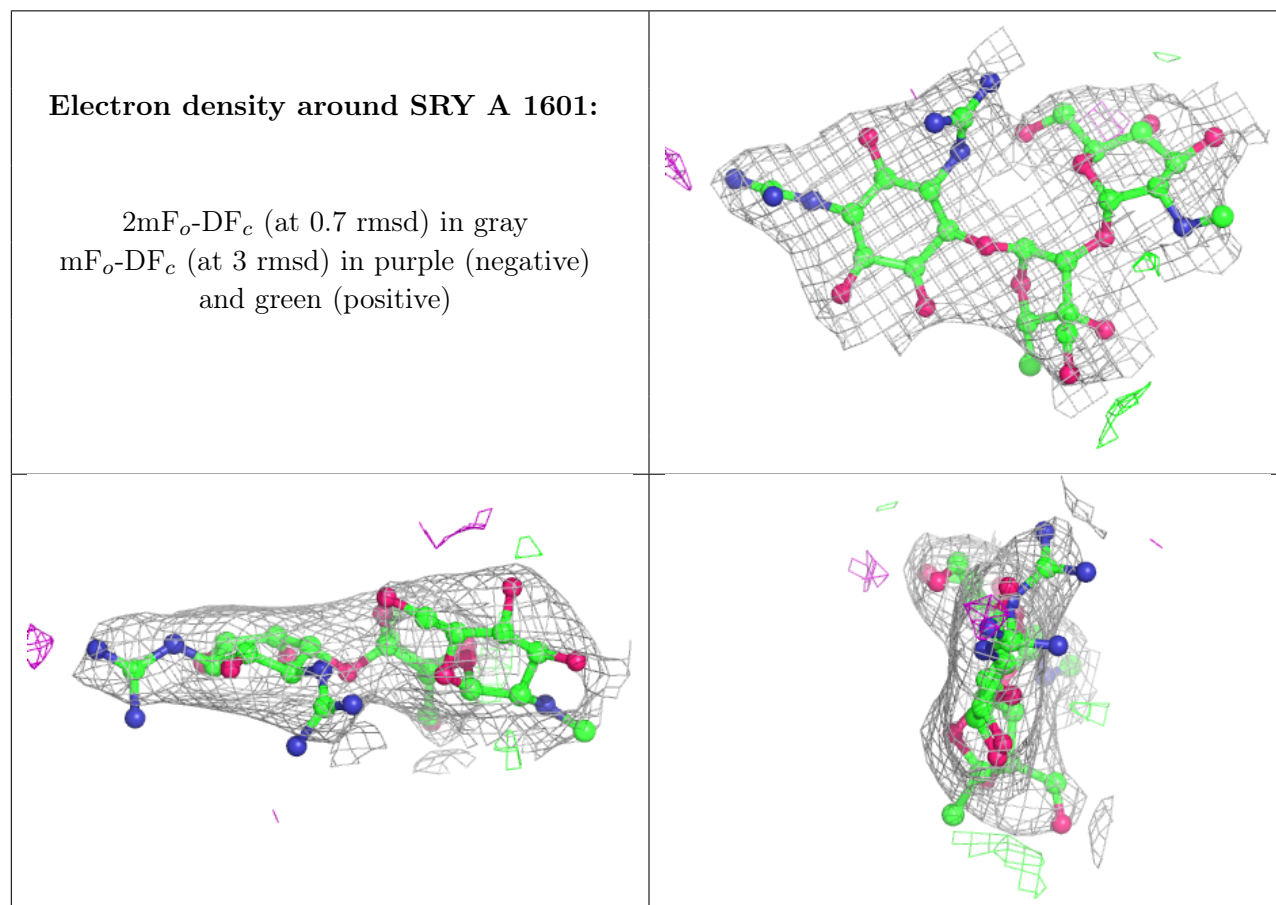 Electron density around SRY A 1601:
2mFo-DFc (at 0.7 rmsd) in gray
mFo-DFc (at 3 rmsd) in purple (negative)
and green (positive)